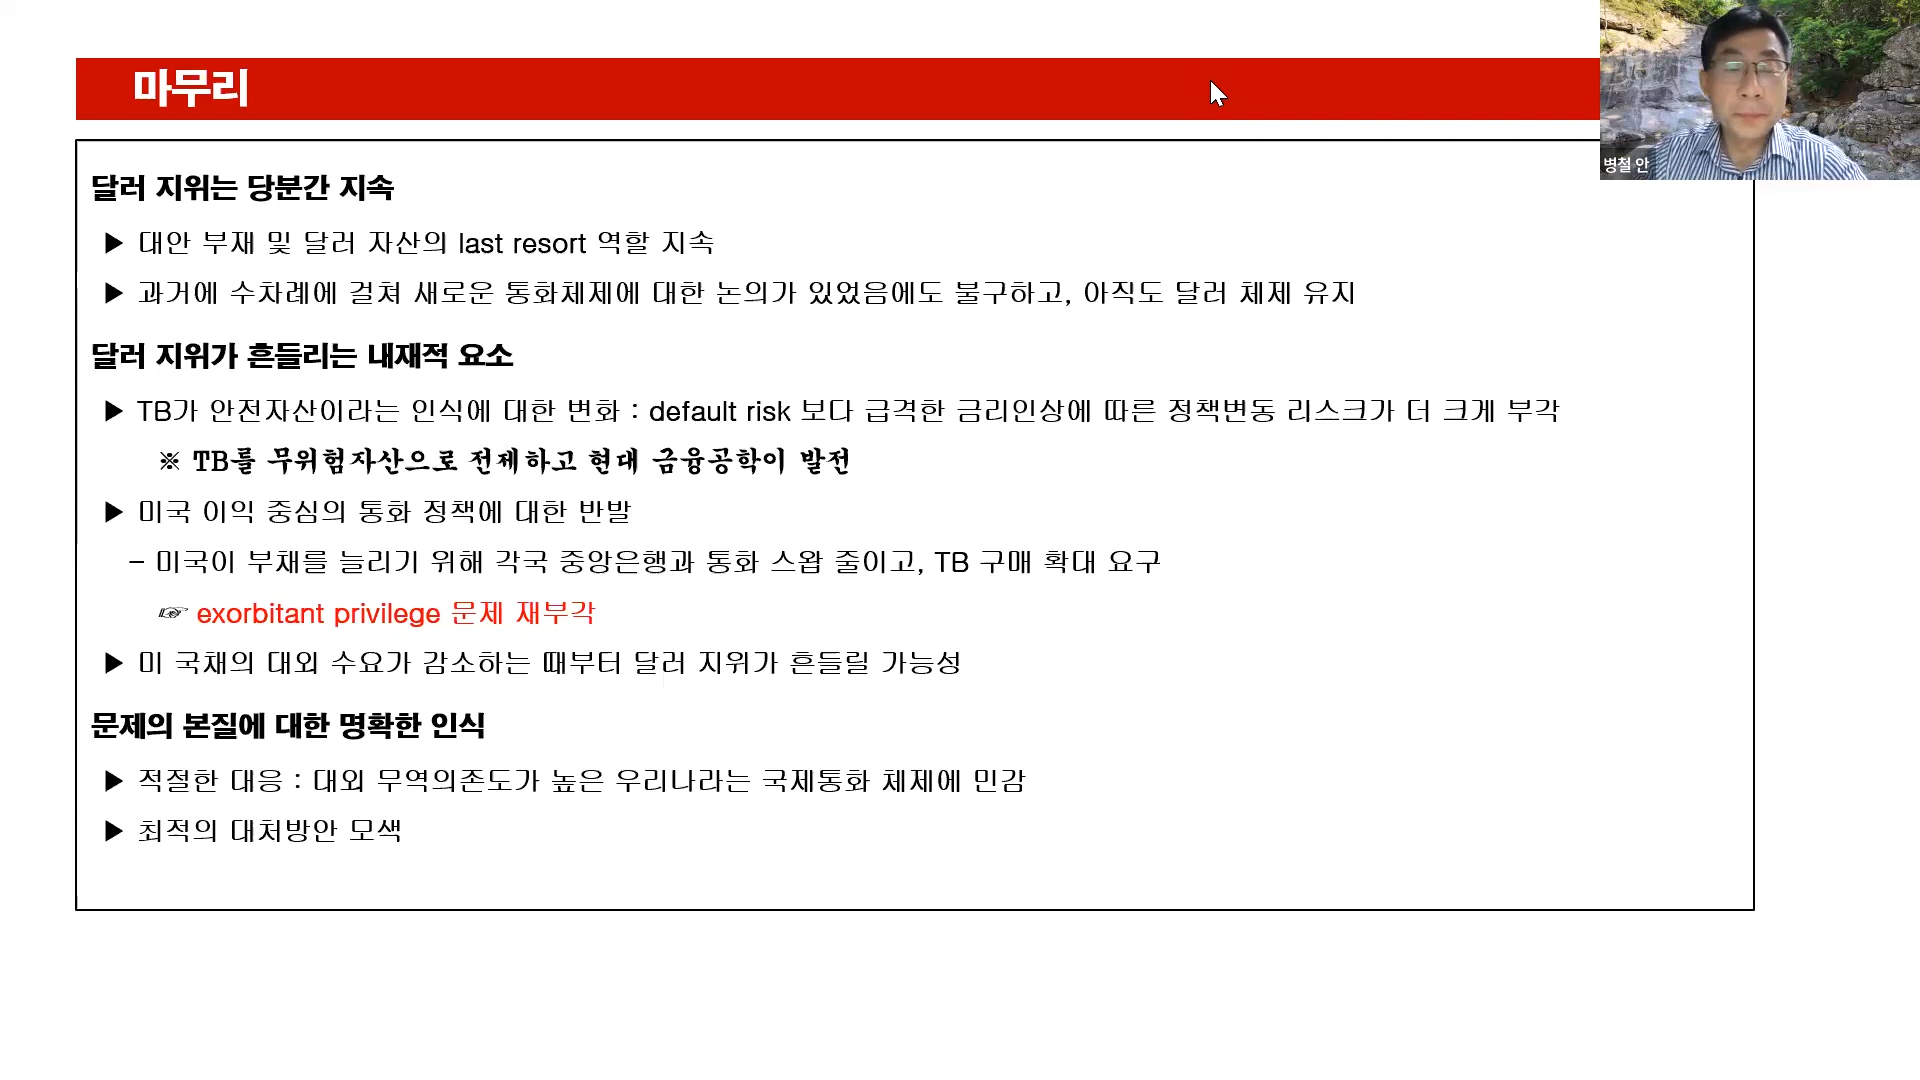 마무리
병철 안
달러 지위는 당분간 지속
▶ 대안 부재 및 달러 자산의 last resort 역할 지속
▶ 과거에 수차례에 걸쳐 새로운 통화체제에 대한 논의가 있었음에도 불구하고, 아직도 달러 체제 유지
달러 지위가 흔들리는 내재적 요소
▶ TB가 안전자산이라는 인식에 대한 변화 : default risk 보다 급격한 금리인상에 따른 정책변동 리스크가 더 크게 부각
※ TB를 무위험자산으로 전제하고 현대 금융공학이 발전
▶ 미국 이익 중심의 통화 정책에 대한 반발
– 미국이 부채를 늘리기 위해 각국 중앙은행과 통화 스왑 줄이고, TB 구매 확대 요구
☞ exorbitant privilege 문제 재부각
▶ 미 국채의 대외 수요가 감소하는 때부터 달러 지위가 흔들릴 가능성
문제의 본질에 대한 명확한 인식
▶ 적절한 대응 : 대외 무역의존도가 높은 우리나라는 국제통화 체제에 민감
▶ 최적의 대처방안 모색